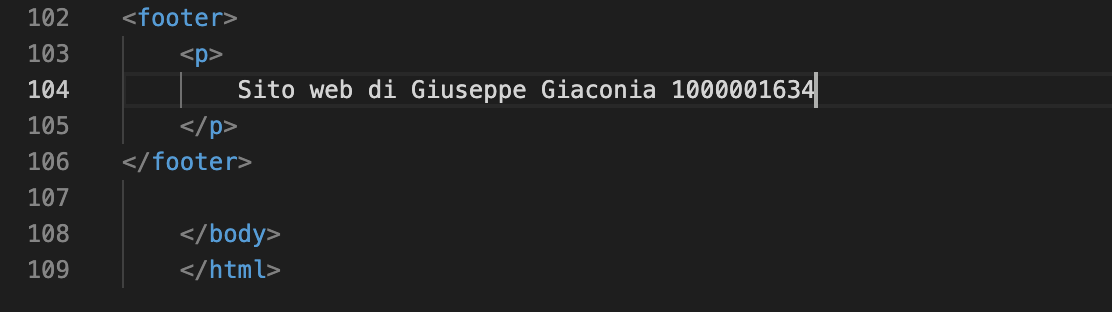 102 <footer>
103 <p>
104 Sito web di Giuseppe Giaconia 1000001634
105 </p>
106 </footer>
107
108 </body>
109 </html>